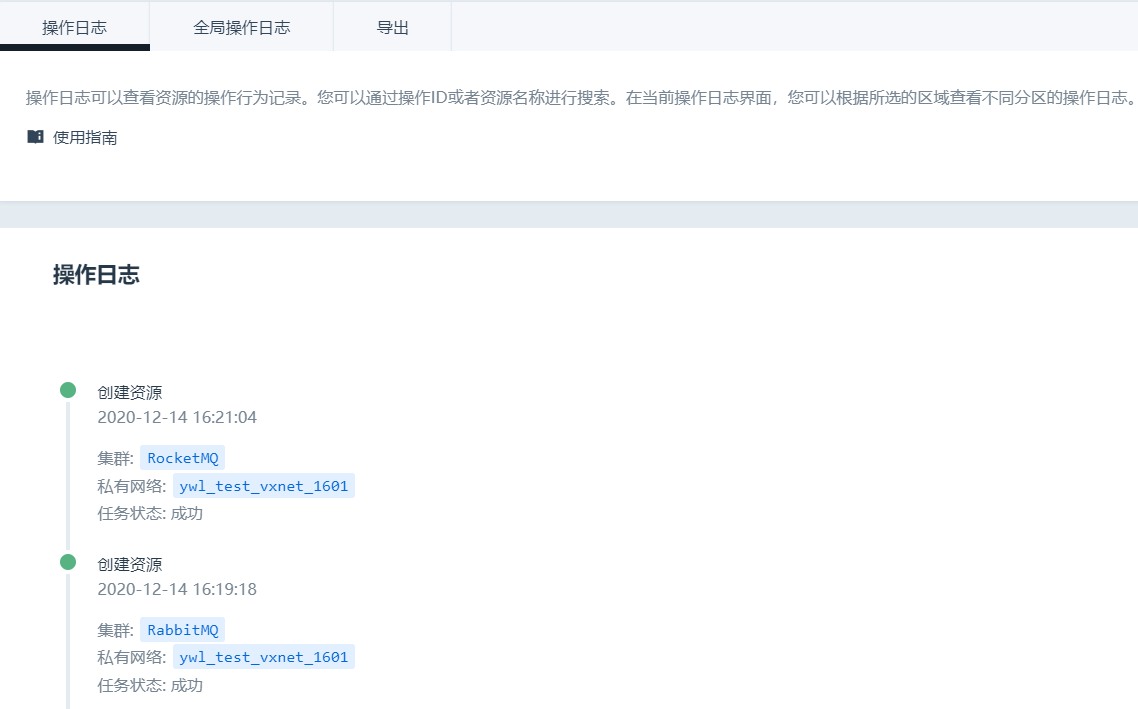 操作日志 全局操作日志 导出
操作日志可以查看资源的操作行为记录。您可以通过操作ID或者资源名称进行搜索。在当前操作日志界面，您可以根据所选的区域查看不同分区的操作日志。
使用指南
操作日志
创建资源
2020-12-14 16:21:04
集群: RocketMQ
私有网络: ywl_test_vxnet_1601
任务状态: 成功
创建资源
2020-12-14 16:19:18
集群: RabbitMQ
私有网络: ywl_test_vxnet_1601
任务状态: 成功